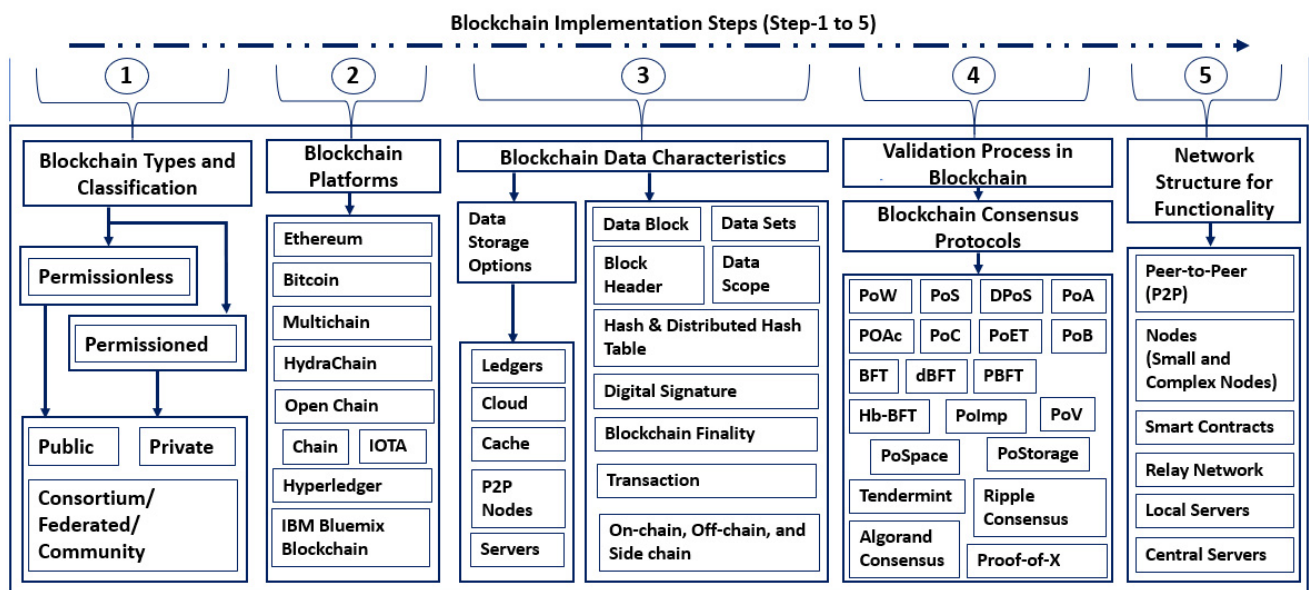 Blockchain Implementation Steps (Step-1 to 5)
1
2
3
4
5
Blockchain Types and
Classification
Permissionless
Permissioned
Public
Private
Consortium/
Federated/
Community
Blockchain
Platforms
Ethereum
Bitcoin
Multichain
HydraChain
Open Chain
Chain
IOTA
Hyperledger
IBM Bluemix
Blockchain
Blockchain Data Characteristics
Data
Storage
Options
Ledgers
Cloud
Cache
P2P
Nodes
Servers
Data Block
Data Sets
Block
Header
Data
Scope
Hash & Distributed Hash
Table
Digital Signature
Blockchain Finality
Transaction
On-chain, Off-chain, and
Side chain
Validation Process in
Blockchain
Blockchain Consensus
Protocols
PoW
PoS
DPoS
PoA
POAc
PoC
PoET
PoB
BFT
dBFT
PBFT
Hb-BFT
PoImp
PoV
PoSpace
PoStorage
Tendermint
Ripple
Consensus
Algorand
Consensus
Proof-of-X
Network
Structure for
Functionality
Peer-to-Peer
(P2P)
Nodes
(Small and
Complex Nodes)
Smart Contracts
Relay Network
Local Servers
Central Servers